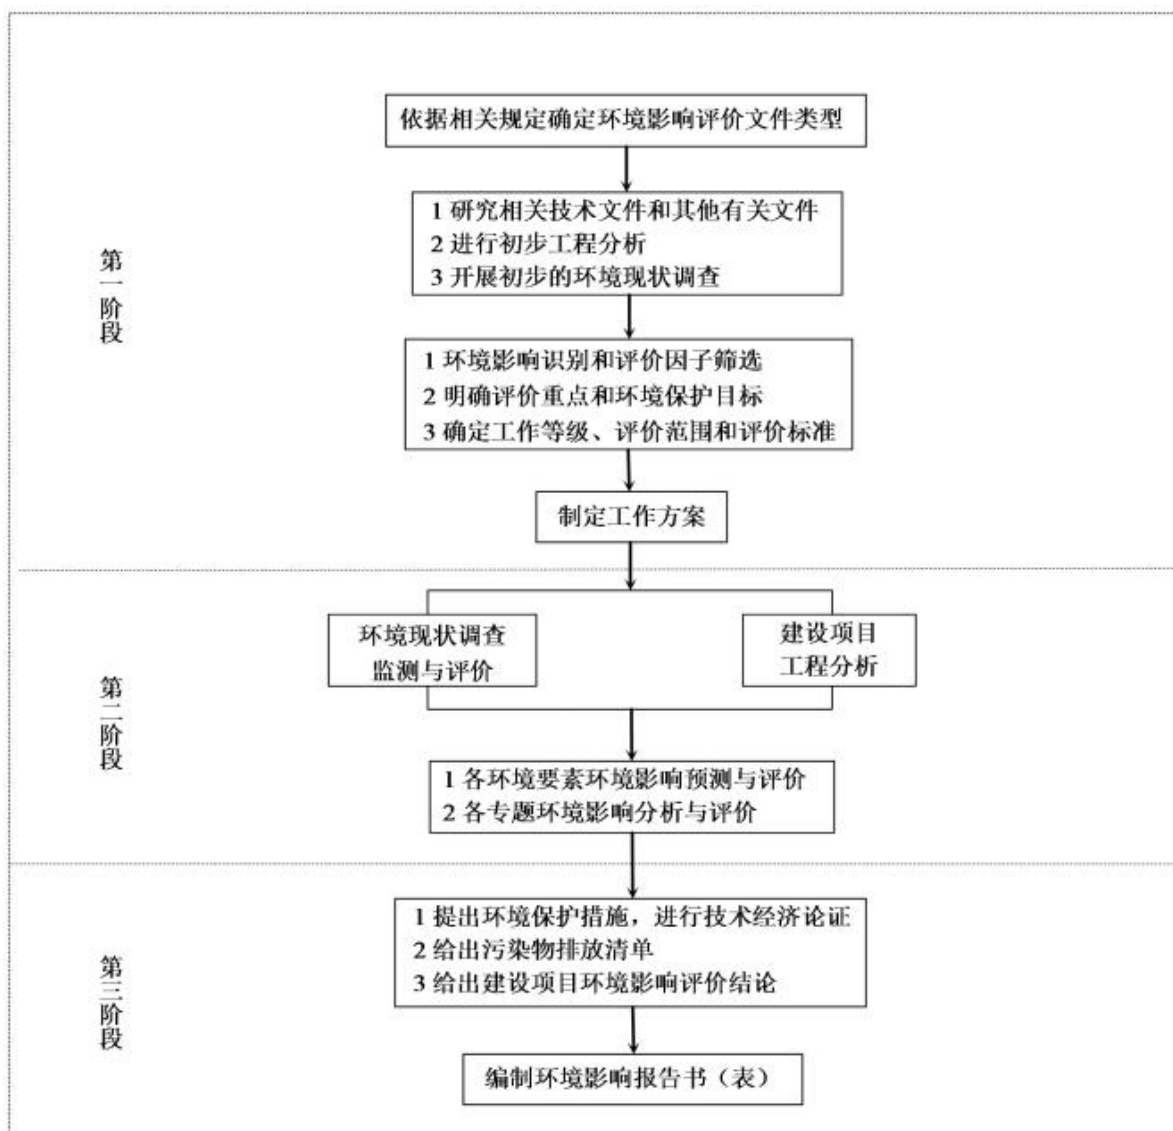 依据相关规定确定环境影响评价文件类型
1 研究相关技术文件和其他有关文件
2 进行初步工程分析
3 开展初步的环境现状调查
第一阶段
1 环境影响识别和评价因子筛选
2 明确评价重点和环境保护目标
3 确定工作等级、评价范围和评价标准
制定工作方案
环境现状调查
监测与评价
建设项目
工程分析
第二阶段
1 各环境要素环境影响预测与评价
2 各专题环境影响分析与评价
1 提出环境保护措施，进行技术经济论证
2 给出污染物排放清单
3 给出建设项目环境影响评价结论
第三阶段
编制环境影响报告书（表）